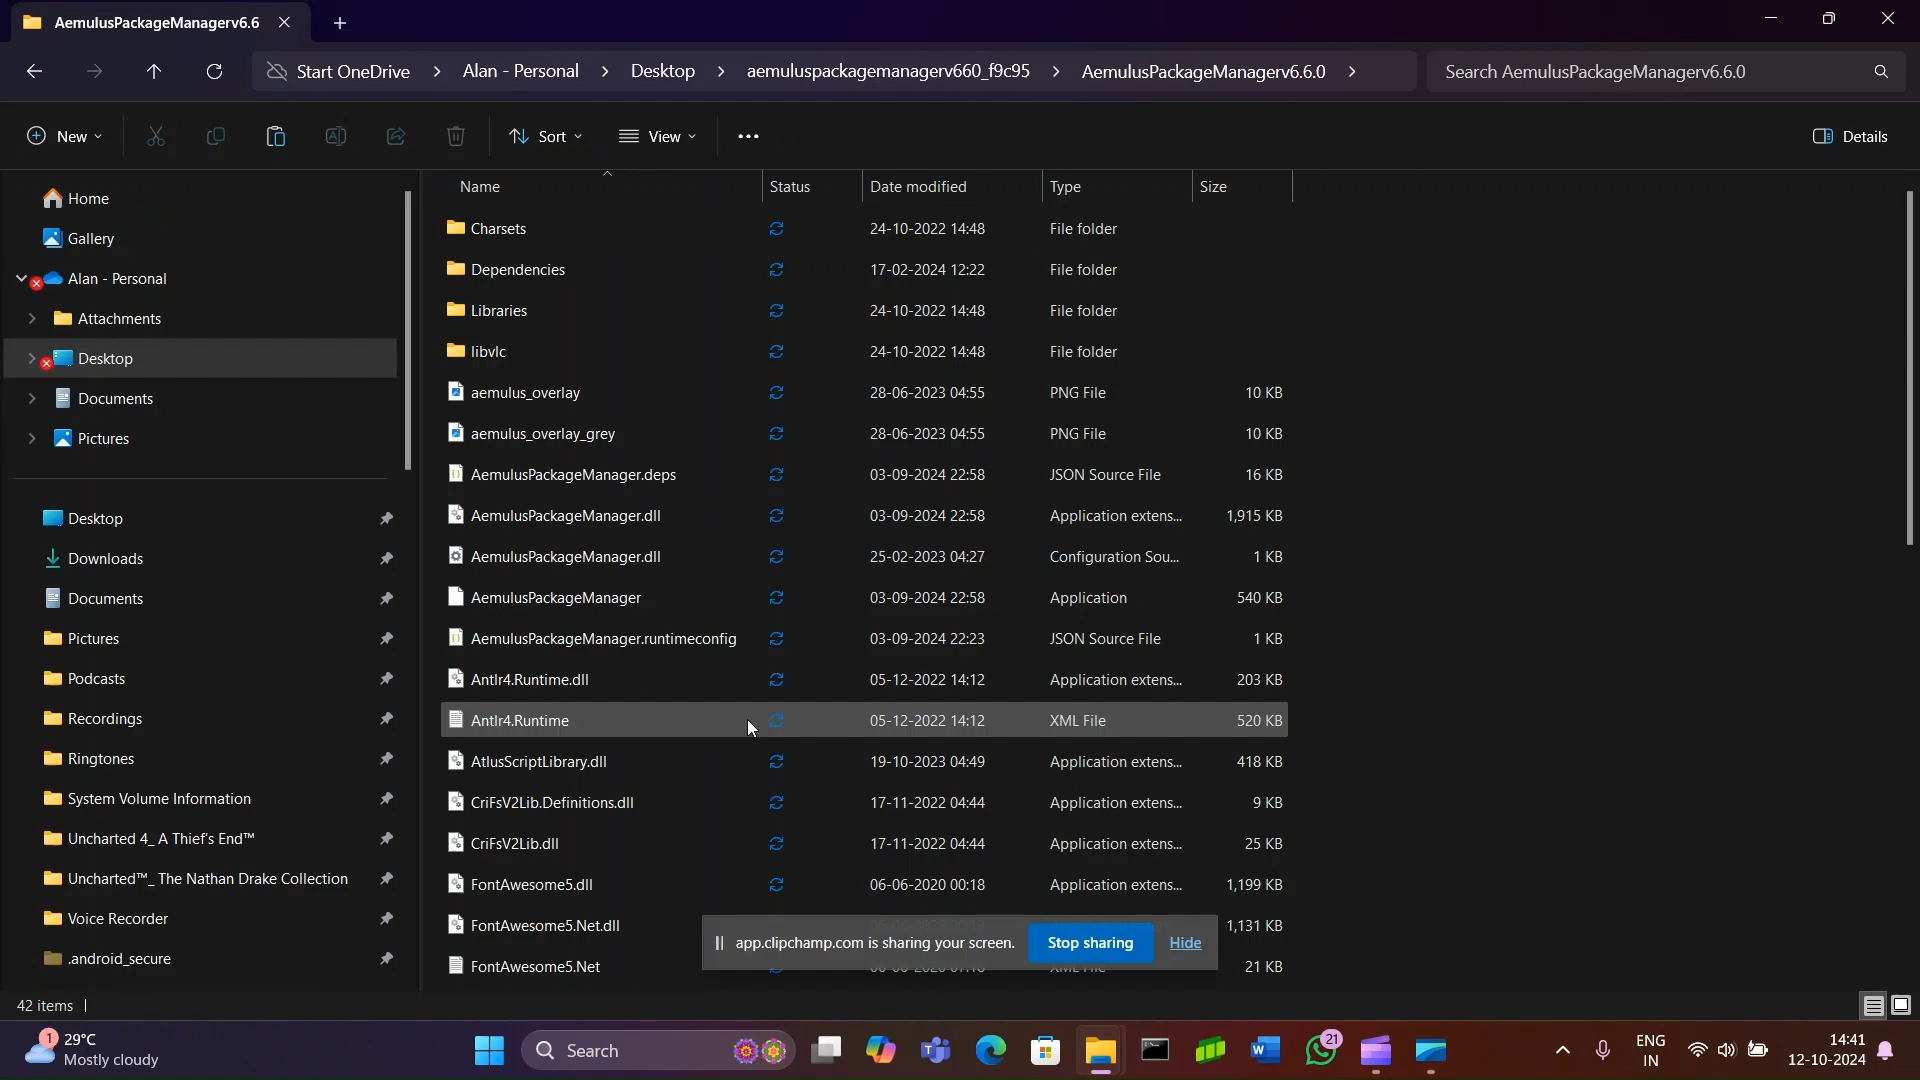 AemulusPackageManagerv6.6
Start OneDrive > Alan - Personal > Desktop > aemuluspackagemanagerv660_f9c95 > AemulusPackageManagerv6.6.0 >
Search AemulusPackageManagerv6.6.0
New Sort View ••• Details
Name Status Date modified Type Size
Home
Gallery
Alan - Personal
Attachments
Desktop
Documents
Pictures
Desktop
Downloads
Documents
Pictures
Podcasts
Recordings
Ringtones
System Volume Information
Uncharted 4_ A Thief's End™
Uncharted™_ The Nathan Drake Collection
Voice Recorder
.android_secure
Charsets 24-10-2022 14:48 File folder
Dependencies 17-02-2024 12:22 File folder
Libraries 24-10-2022 14:48 File folder
libvlc 24-10-2022 14:48 File folder
aemulus_overlay 28-06-2023 04:55 PNG File 10 KB
aemulus_overlay_grey 28-06-2023 04:55 PNG File 10 KB
AemulusPackageManager.deps 03-09-2024 22:58 JSON Source File 16 KB
AemulusPackageManager.dll 03-09-2024 22:58 Application extens... 1,915 KB
AemulusPackageManager.dll 25-02-2023 04:27 Configuration Sou... 1 KB
AemulusPackageManager 03-09-2024 22:58 Application 540 KB
AemulusPackageManager.runtimeconfig 03-09-2024 22:23 JSON Source File 1 KB
Antlr4.Runtime.dll 05-12-2022 14:12 Application extens... 203 KB
Antlr4.Runtime 05-12-2022 14:12 XML File 520 KB
AtlusScriptLibrary.dll 19-10-2023 04:49 Application extens... 418 KB
CriFsV2Lib.Definitions.dll 17-11-2022 04:44 Application extens... 9 KB
CriFsV2Lib.dll 17-11-2022 04:44 Application extens... 25 KB
FontAwesome5.dll 06-06-2020 00:18 Application extens... 1,199 KB
FontAwesome5.Net.dll 1,131 KB
app.clipchamp.com is sharing your screen. Stop sharing Hide
FontAwesome5.Net 21 KB
42 items
1
29°C
Mostly cloudy
Search
21
ENG
IN
14:41
12-10-2024